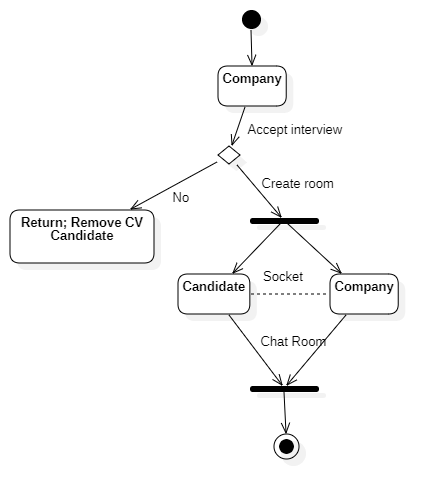 Company
Accept interview
No
Create room
Return; Remove CV
Candidate
Socket
Candidate
Company
Chat Room